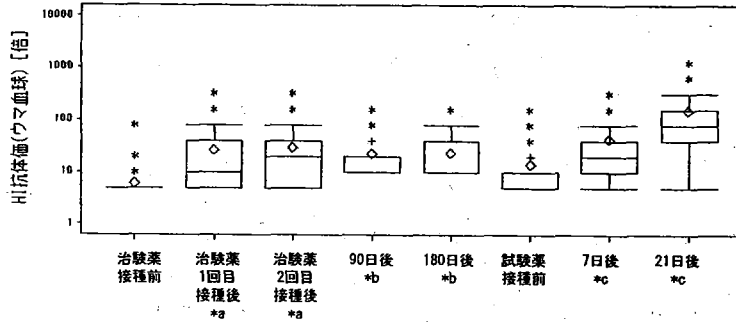 HI抗体価(ウマ血球) [倍]
10000
1000
100
10
1
治験薬
接種前
治験薬
1回目
接種後
*a
治験薬
2回目
接種後
*a
90日後
*b
180日後
*b
試験薬
接種前
7日後
*c
21日後
*c